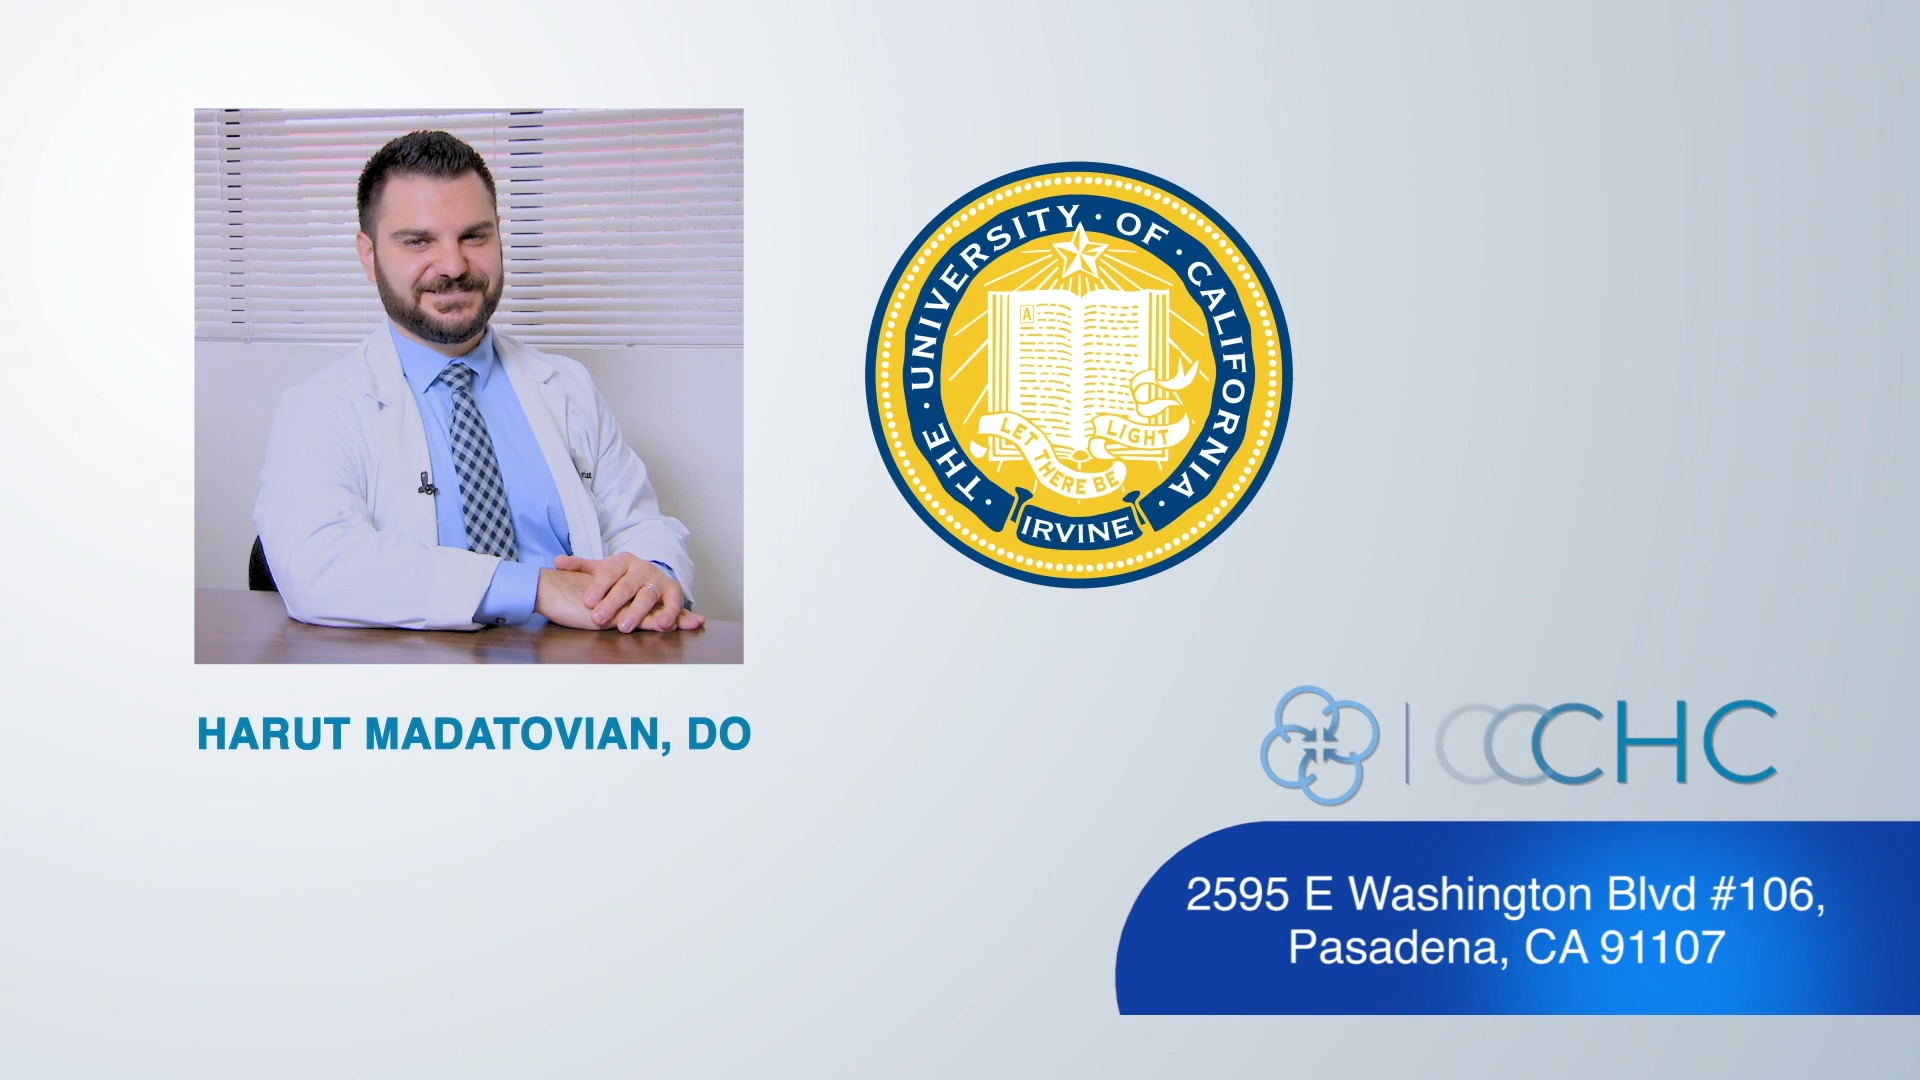 THE · UNIVERSITY · OF · CALIFORNIA
A
LET THERE BE LIGHT
IRVINE
HARUT MADATOVIAN, DO
CCCHC
2595 E Washington Blvd #106,
Pasadena, CA 91107